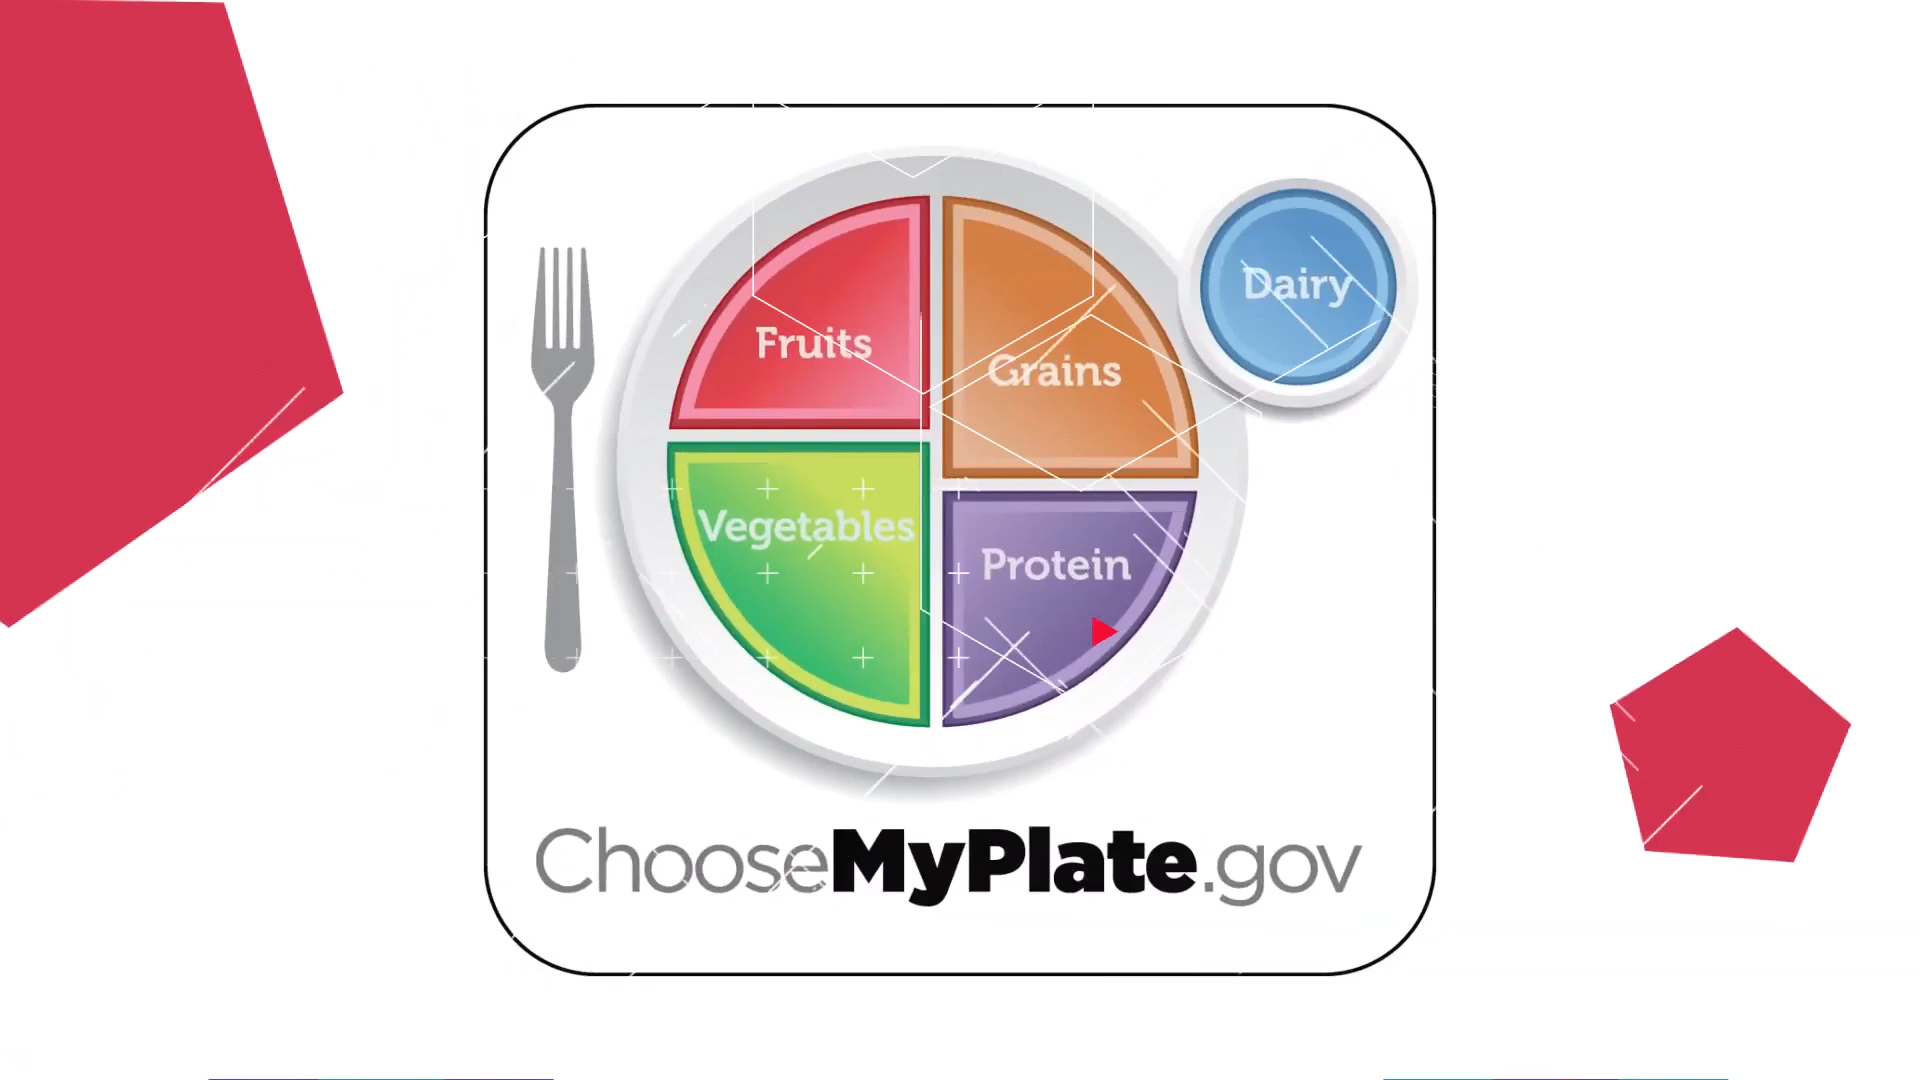 Fruits
Grains
Dairy
Vegetables
Protein
ChooseMyPlate.gov